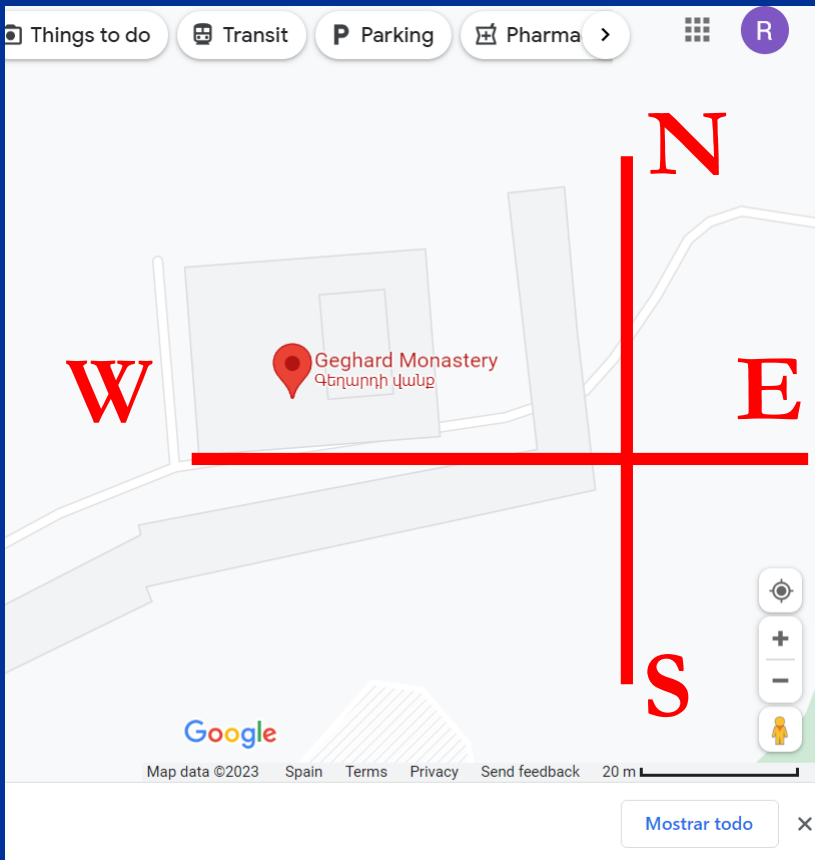 Things to do Transit P Parking Pharma
R
N
Geghard Monastery
Գեղարդի վանք
W
E
S
Google
Map data ©2023 Spain Terms Privacy Send feedback 20 m
Mostrar todo